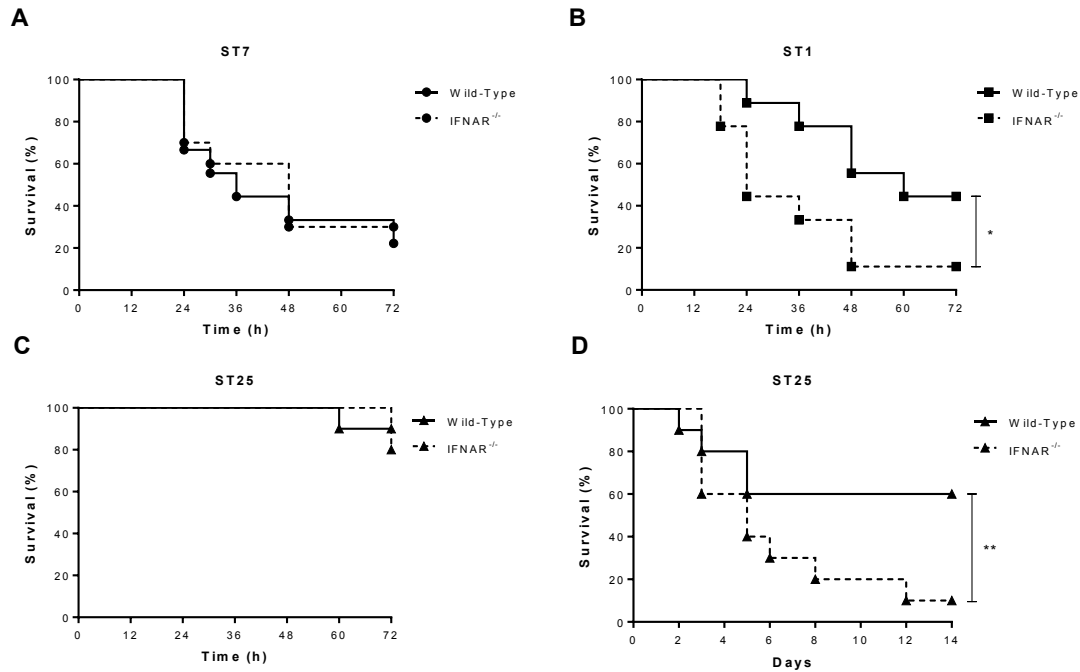 A
ST7
100
80
60
40
20
0
Survival (%)
0 12 24 36 48 60 72
Time (h)
Wild-Type
IFNAR-/-
B
ST1
100
80
60
40
20
0
Survival (%)
0 12 24 36 48 60 72
Time (h)
Wild-Type
IFNAR-/-
*
C
ST25
100
80
60
40
20
0
Survival (%)
0 12 24 36 48 60 72
Time (h)
Wild-Type
IFNAR-/-
D
ST25
100
80
60
40
20
0
Survival (%)
0 2 4 6 8 10 12 14
Days
Wild-Type
IFNAR-/-
**